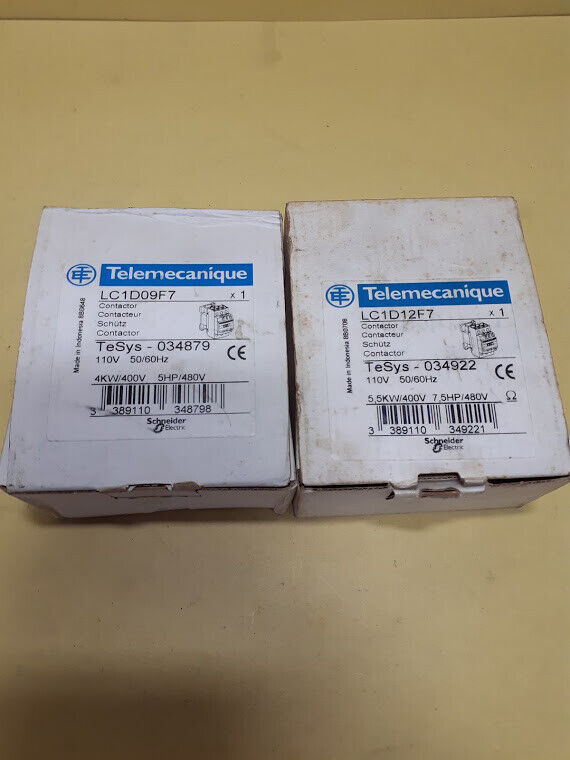 Telemecanique
LC1D09F7 x 1
Contactor
Contacteur
Schütz
Contactor
TeSys - 034879
110V 50/60Hz
CE
4KW/400V 5HP/480V
3 389110 348798
Schneider
Electric
Made in Indonesia 8B0648
Telemecanique
LC1D12F7 x 1
Contactor
Contacteur
Schütz
Contactor
TeSys - 034922
110V 50/60Hz
CE
5,5KW/400V 7,5HP/480V Ω
3 389110 349221
Schneider
Electric
Made in Indonesia 8B0708